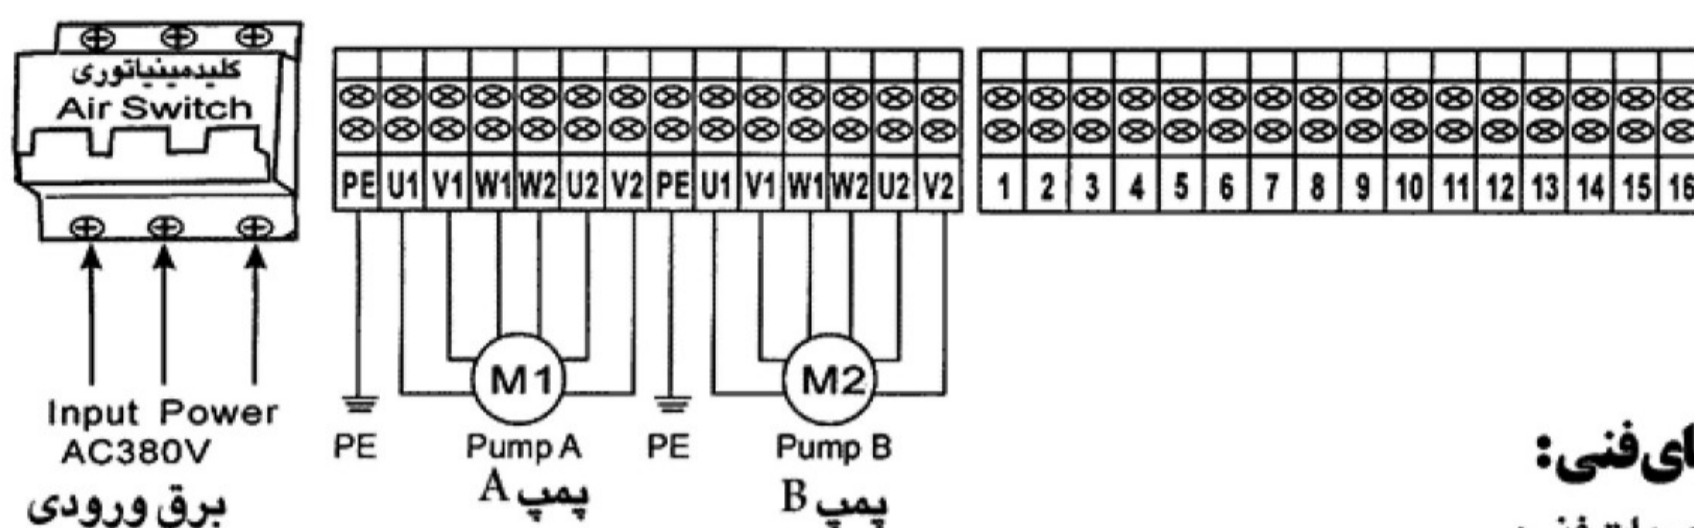 کلیدمینیاتوری
Air Switch
PE U1 V1 W1 W2 U2 V2 PE U1 V1 W1 W2 U2 V2
1 2 3 4 5 6 7 8 9 10 11 12 13 14 15 16
M1 M2
Input Power
AC380V
برق ورودی
PE Pump A PE Pump B
پمپ A پمپ B
ای‌فنی: